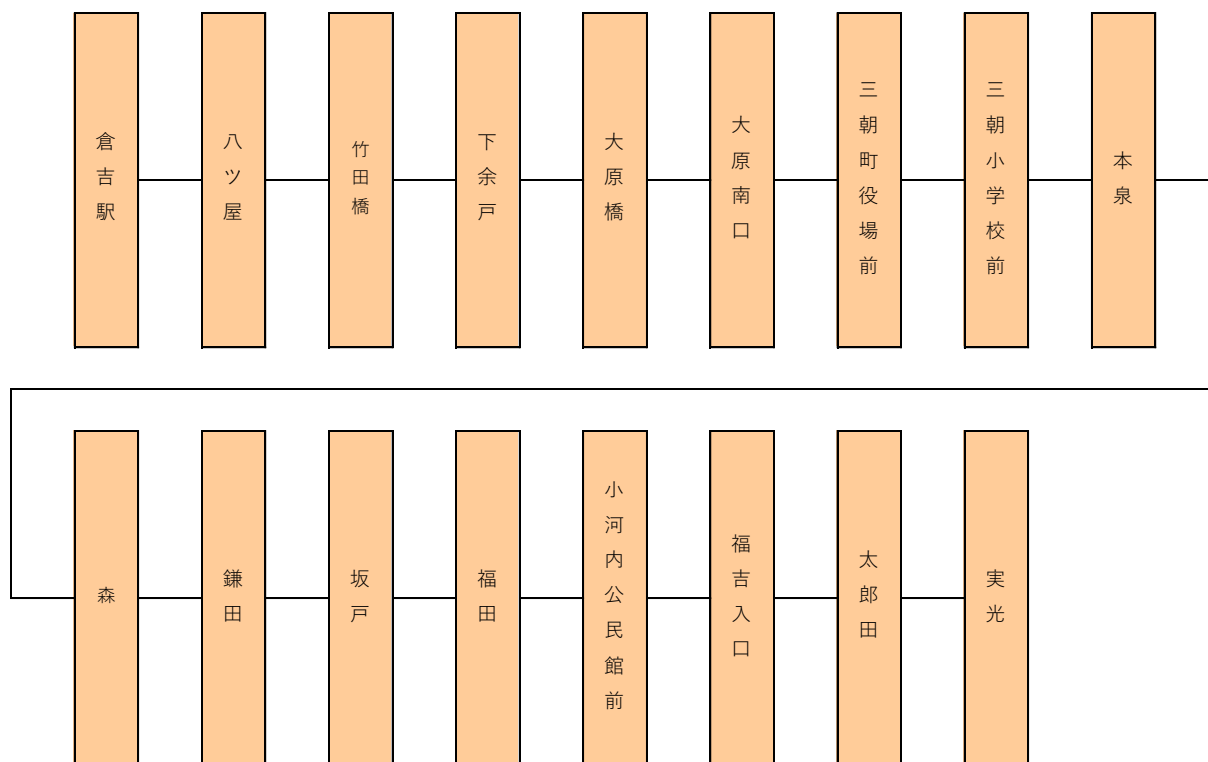 倉吉駅
八ツ屋
竹田橋
下余戸
大原橋
大原南口
三朝町役場前
三朝小学校前
本泉
森
鎌田
坂戸
福田
小河内公民館前
福吉入口
太郎田
実光